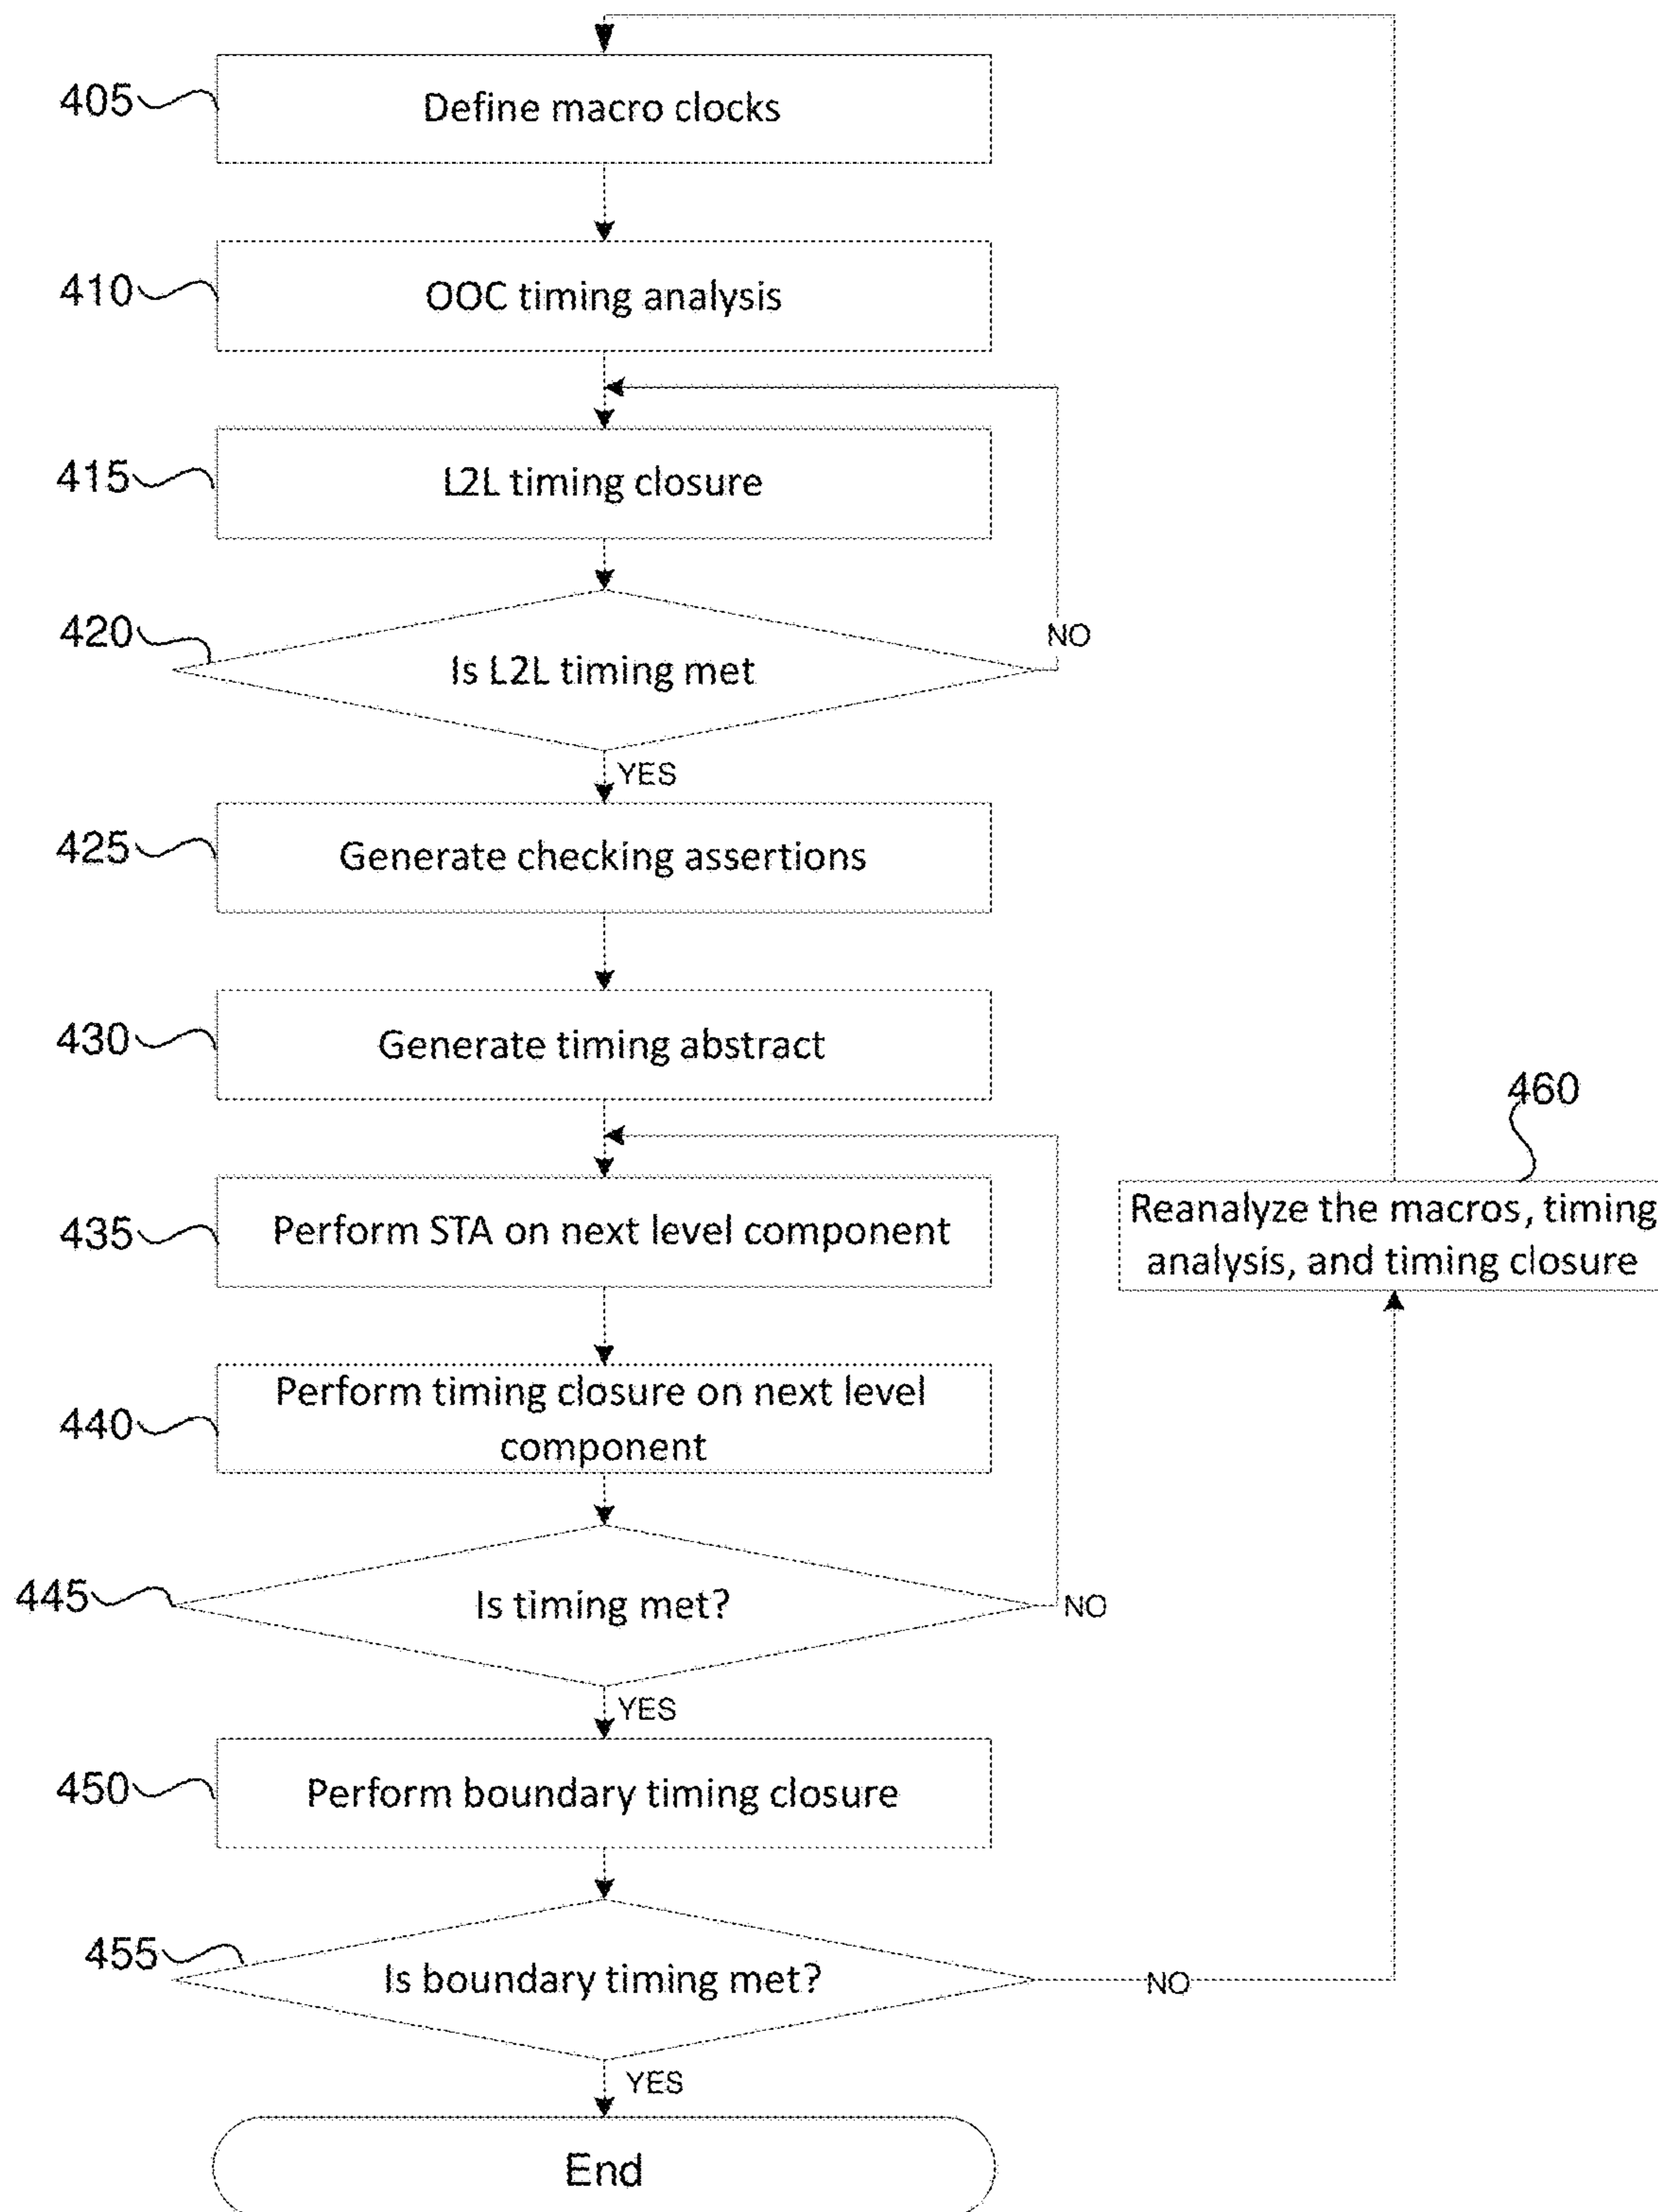 405
Define macro clocks
410
OOC timing analysis
415
L2L timing closure
420
Is L2L timing met
NO
YES
425
Generate checking assertions
430
Generate timing abstract
460
Reanalyze the macros, timing
analysis, and timing closure
435
Perform STA on next level component
440
Perform timing closure on next level
component
445
Is timing met?
NO
YES
450
Perform boundary timing closure
455
Is boundary timing met?
NO
YES
End